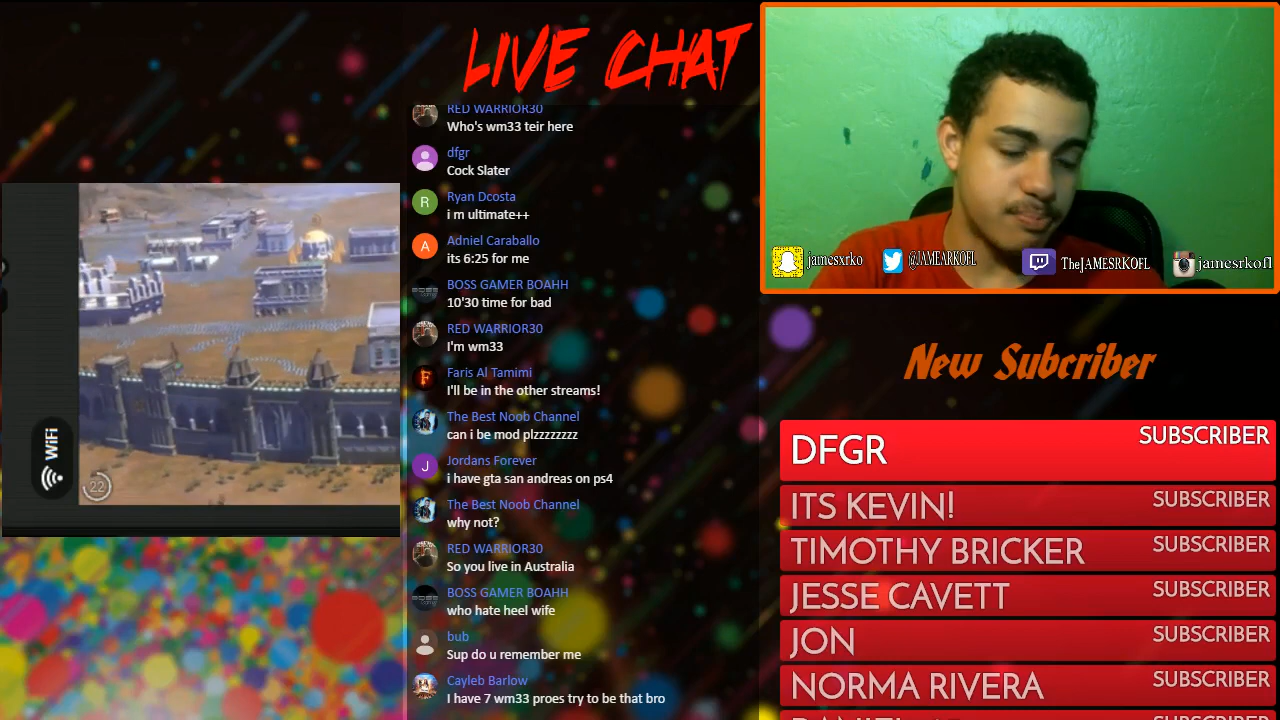 LIVE CHAT
RED WARRIOR30
Who's wm33 teir here
dfgr
Cock Slater
R
Ryan Dcosta
i m ultimate++
A
Adniel Caraballo
its 6:25 for me
BOSS GAMER BOAHH
10'30 time for bad
RED WARRIOR30
I'm wm33
F
Faris Al Tamimi
I'll be in the other streams!
The Best Noob Channel
can i be mod plzzzzzzz
J
Jordans Forever
i have gta san andreas on ps4
The Best Noob Channel
why not?
RED WARRIOR30
So you live in Australia
BOSS GAMER BOAHH
who hate heel wife
bub
Sup do u remember me
Cayleb Barlow
I have 7 wm33 proes try to be that bro
WiFi
22
jamesxrko
@JAMEARKOFL
TheJAMESRKOFL
jamesrkofl
New Subcriber
DFGR SUBSCRIBER
ITS KEVIN! SUBSCRIBER
TIMOTHY BRICKER SUBSCRIBER
JESSE CAVETT SUBSCRIBER
JON SUBSCRIBER
NORMA RIVERA SUBSCRIBER